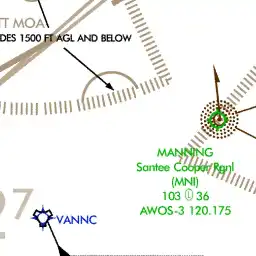 TT MOA
DES 1500 FT AGL AND BELOW
MANNING
Santee Cooper Rgnl
(MNI)
103 Ⓛ 36
AWOS-3 120.175
27
VANNC